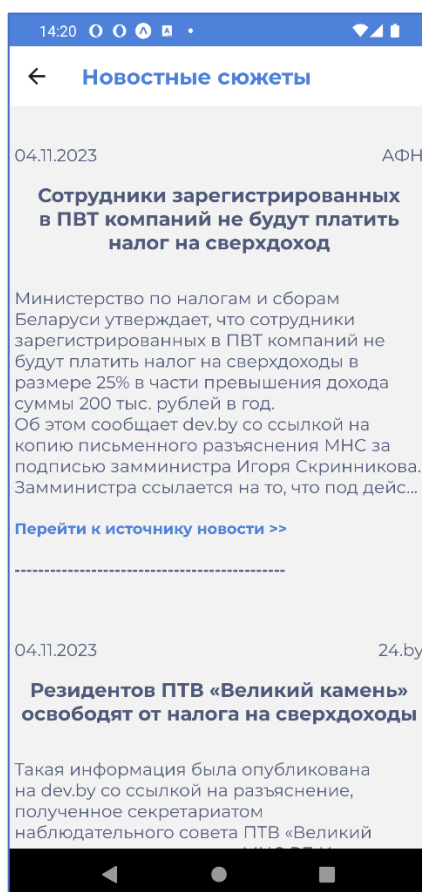 14:20
Новостные сюжеты
04.11.2023 АФН
Сотрудники зарегистрированных
в ПВТ компаний не будут платить
налог на сверхдоход
Министерство по налогам и сборам
Беларуси утверждает, что сотрудники
зарегистрированных в ПВТ компаний не
будут платить налог на сверхдоходы в
размере 25% в части превышения дохода
суммы 200 тыс. рублей в год.
Об этом сообщает dev.by со ссылкой на
копию письменного разъяснения МНС за
подписью замминистра Игоря Скринникова.
Замминистра ссылается на то, что под дейс...
Перейти к источнику новости >>
----------------------------------------------
04.11.2023 24.by
Резидентов ПТВ «Великий камень»
освободят от налога на сверхдоходы
Такая информация была опубликована
на dev.by со ссылкой на разъяснение,
полученное секретариатом
наблюдательного совета ПТВ «Великий